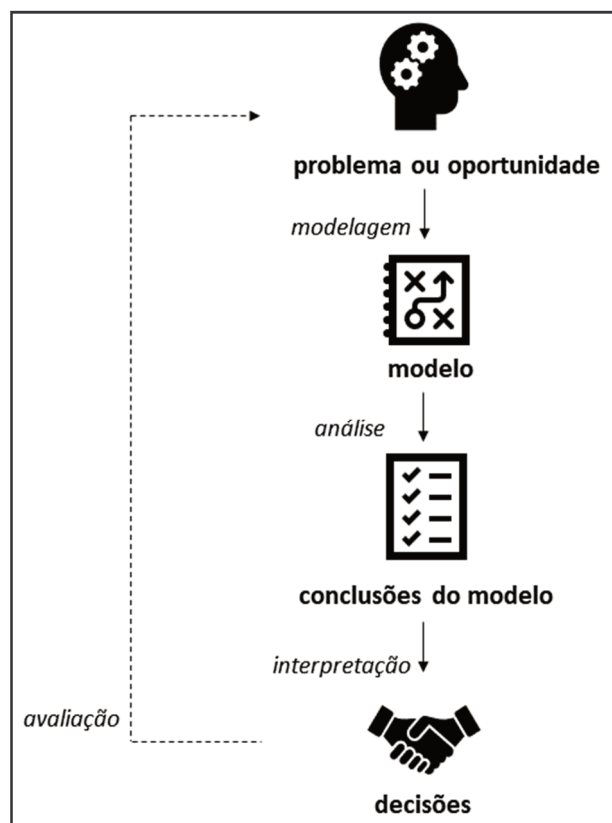 problema ou oportunidade
modelagem
modelo
análise
conclusões do modelo
interpretação
avaliação
decisões